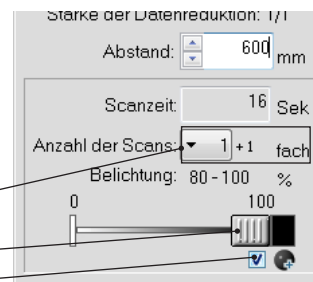 Stärke der Datenreduktion: 1/1
Abstand: 600 mm
Scanzeit: 16 Sek
Anzahl der Scans: 1 +1 fach
Belichtung: 80-100 %
0 100